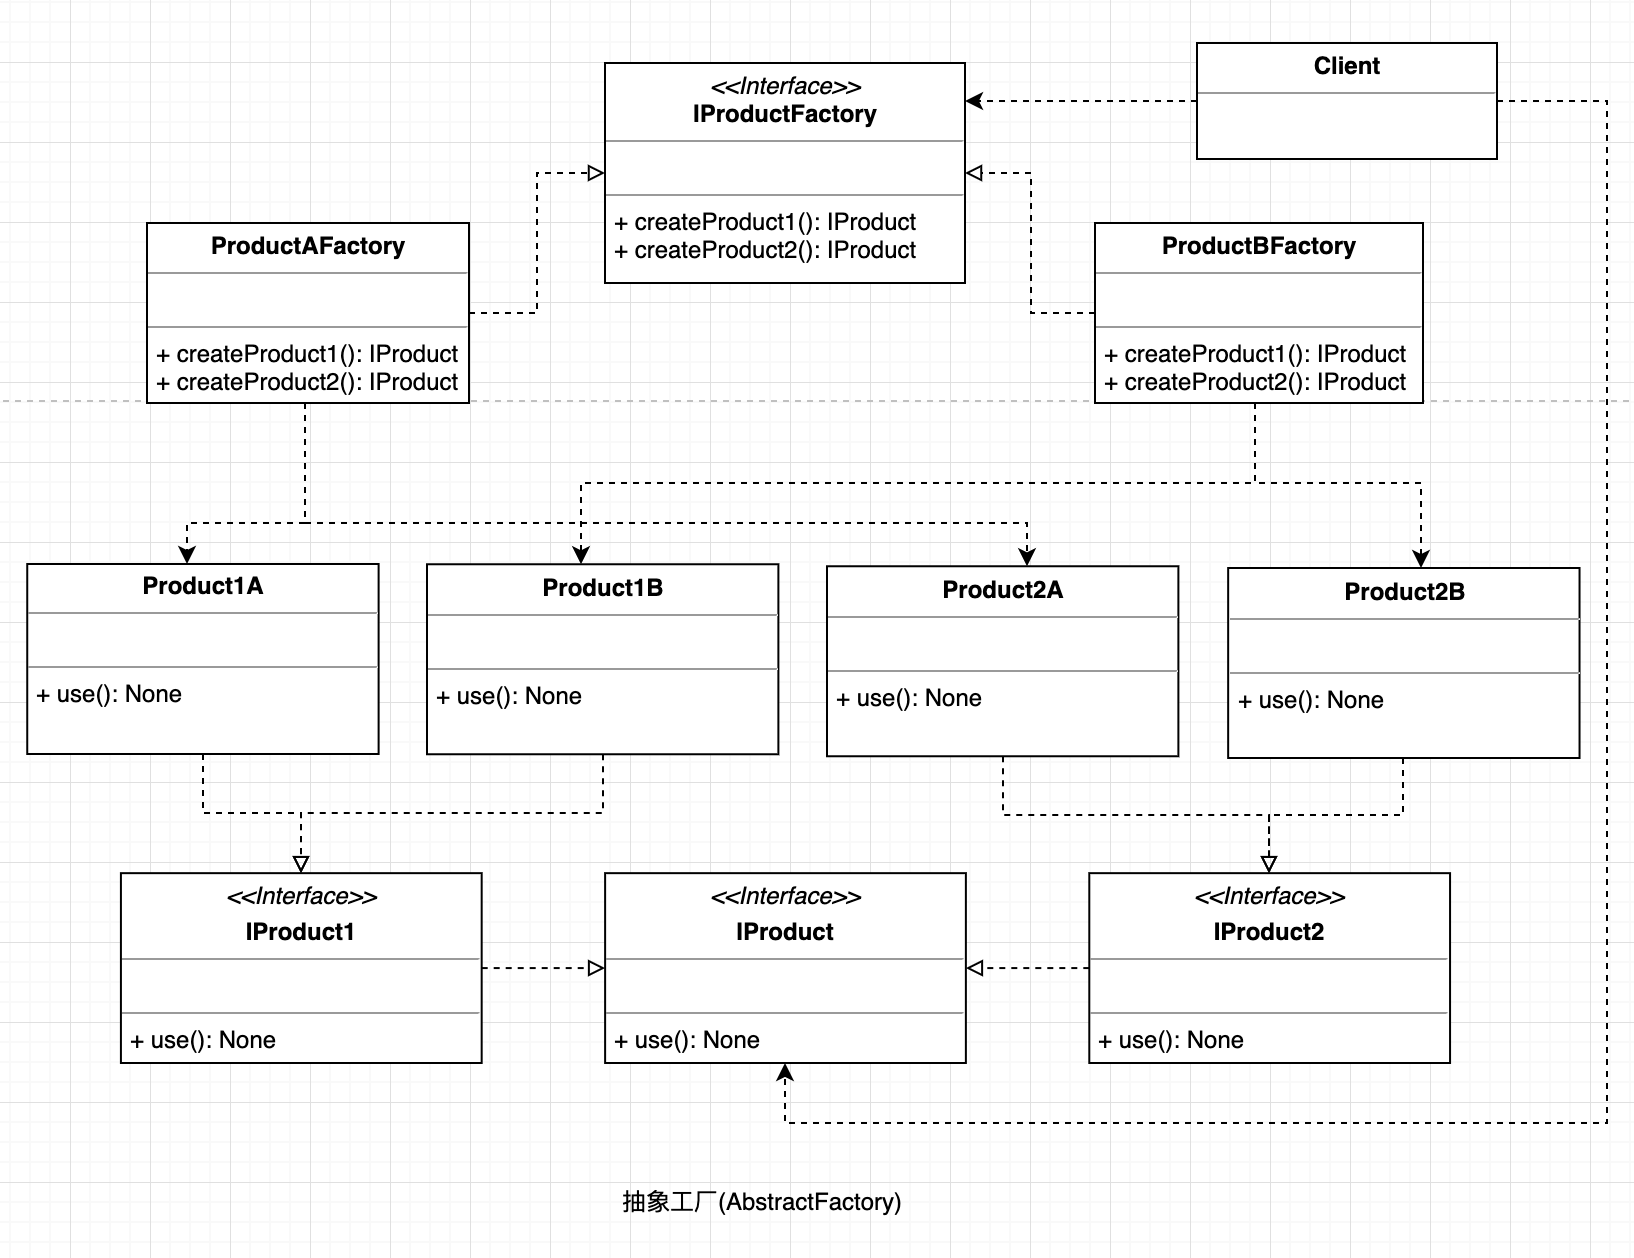 Client
<<Interface>>
IProductFactory
+ createProduct1(): IProduct
+ createProduct2(): IProduct
ProductAFactory
+ createProduct1(): IProduct
+ createProduct2(): IProduct
ProductBFactory
+ createProduct1(): IProduct
+ createProduct2(): IProduct
Product1A
+ use(): None
Product1B
+ use(): None
Product2A
+ use(): None
Product2B
+ use(): None
<<Interface>>
IProduct1
+ use(): None
<<Interface>>
IProduct
+ use(): None
<<Interface>>
IProduct2
+ use(): None
抽象工厂(AbstractFactory)